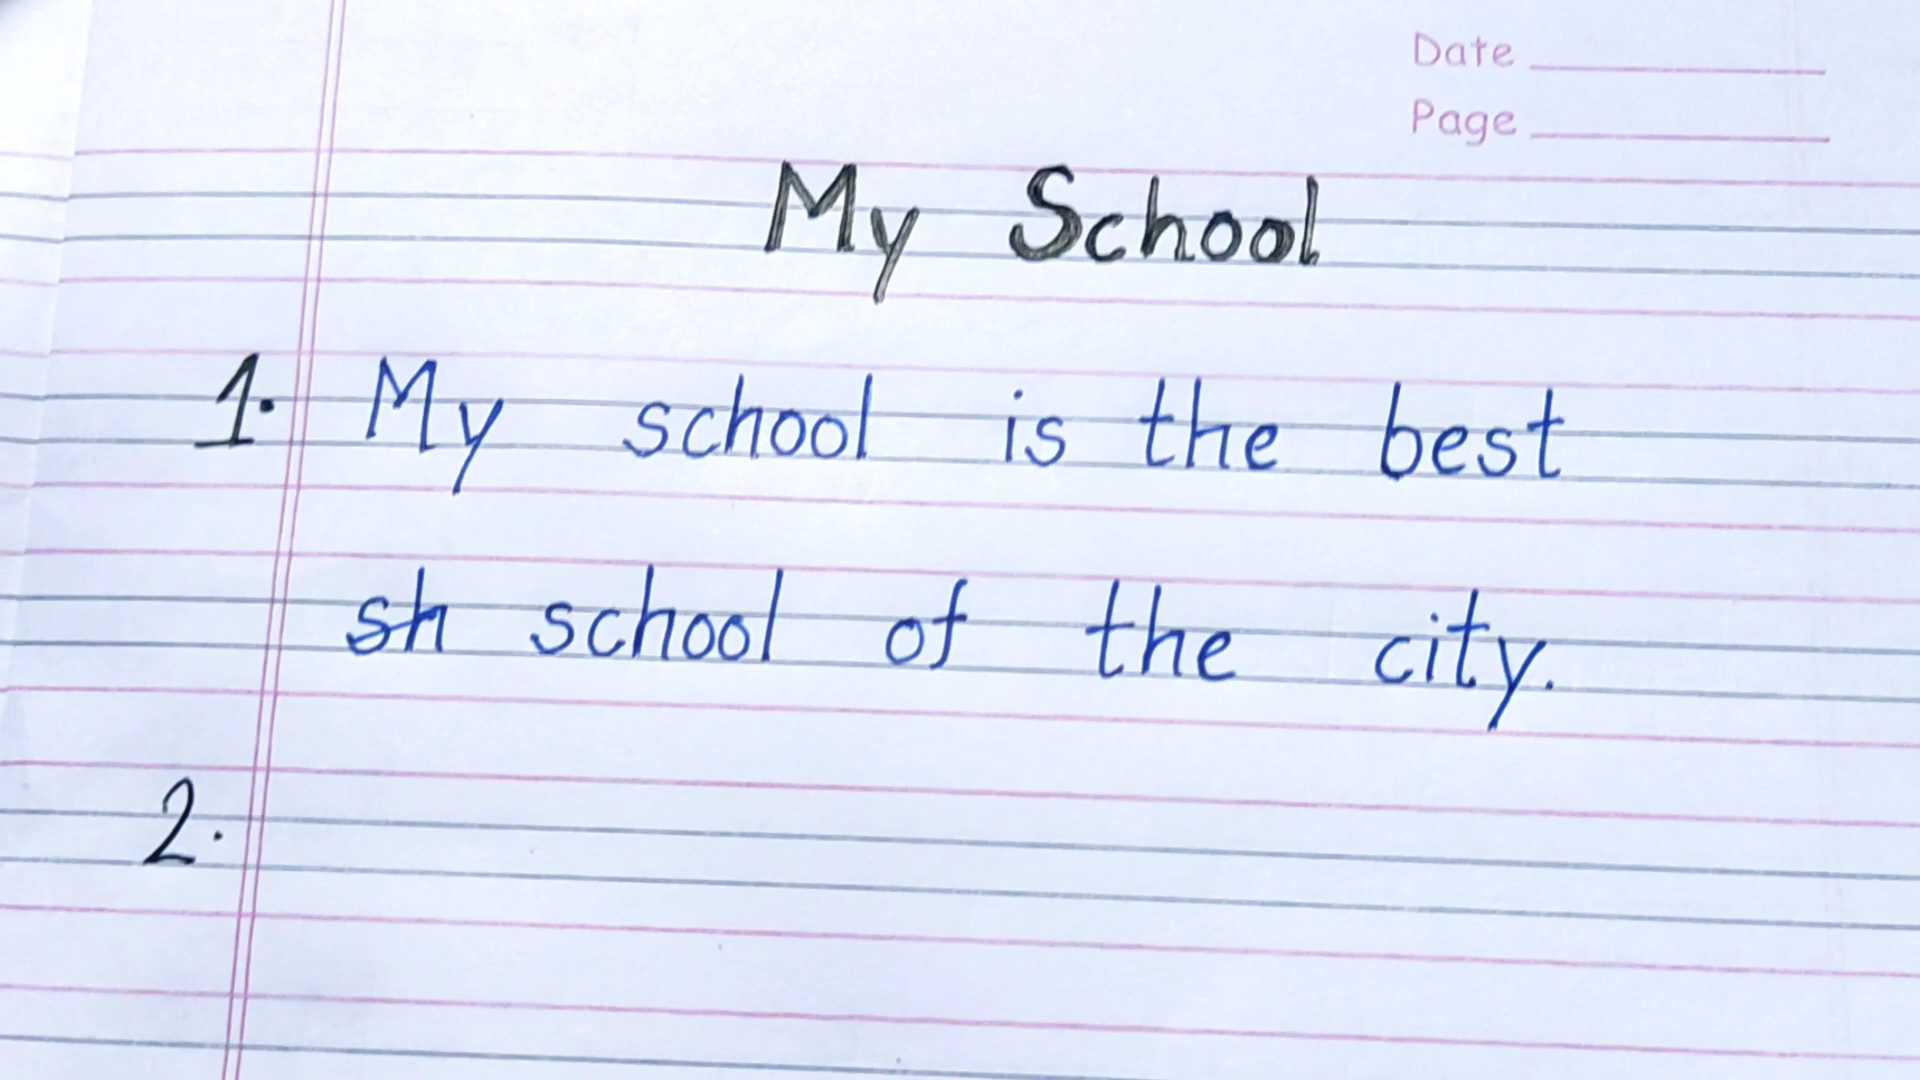 Date
Page
My School
1. My school is the best
sh school of the city.
2.